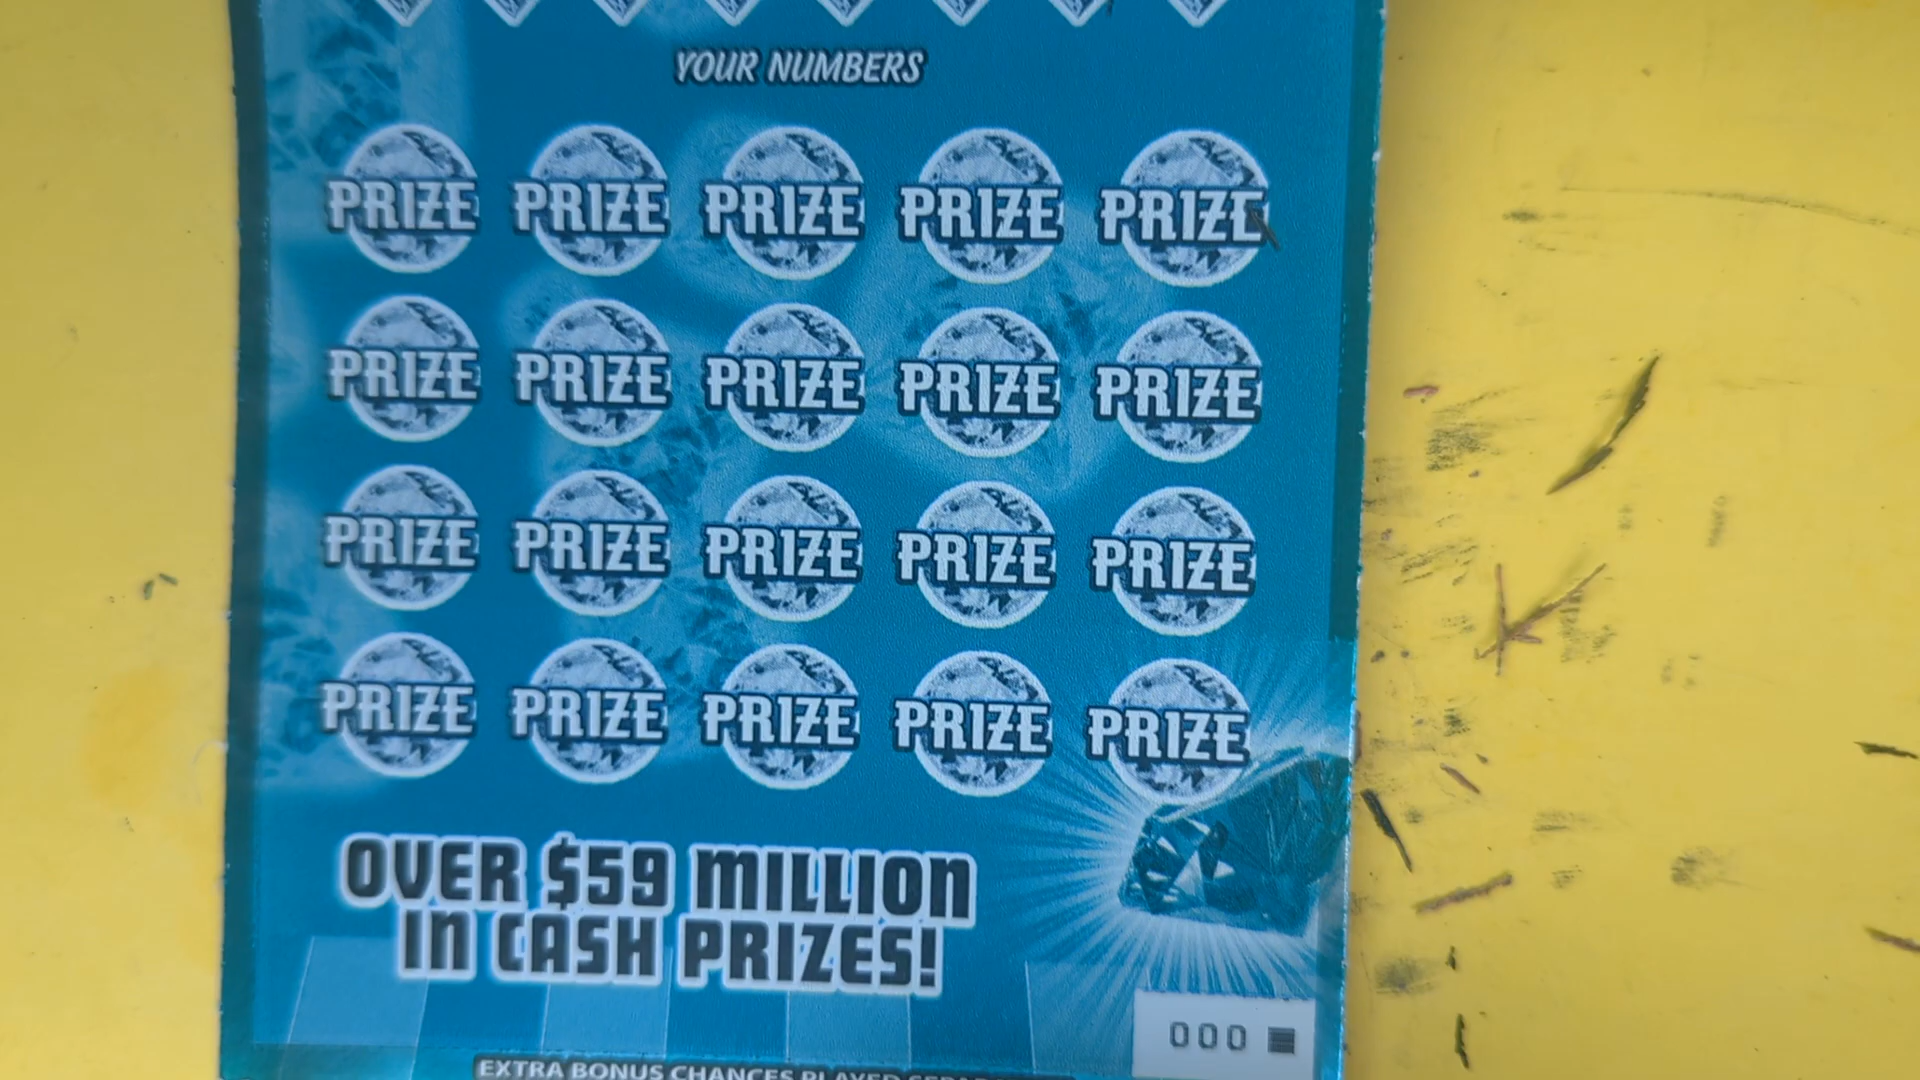 YOUR NUMBERS
PRIZE PRIZE PRIZE PRIZE PRIZE
PRIZE PRIZE PRIZE PRIZE PRIZE
PRIZE PRIZE PRIZE PRIZE PRIZE
PRIZE PRIZE PRIZE PRIZE PRIZE
OVER $59 MILLION
IN CASH PRIZES!
000
EXTRA BONUS CHANCES PLAYED